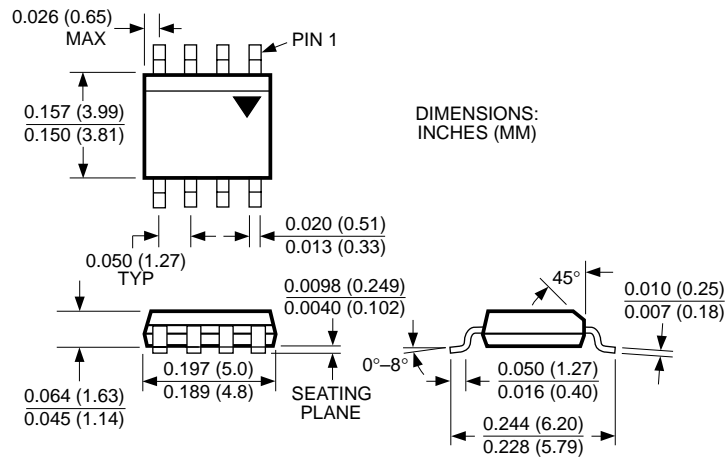 0.026 (0.65)
MAX
PIN 1
0.157 (3.99)
0.150 (3.81)
DIMENSIONS:
INCHES (MM)
0.020 (0.51)
0.013 (0.33)
0.050 (1.27)
TYP
0.0098 (0.249)
0.0040 (0.102)
45°
0.010 (0.25)
0.007 (0.18)
0°–8°
0.064 (1.63)
0.045 (1.14)
0.197 (5.0)
0.189 (4.8)
SEATING
PLANE
0.050 (1.27)
0.016 (0.40)
0.244 (6.20)
0.228 (5.79)